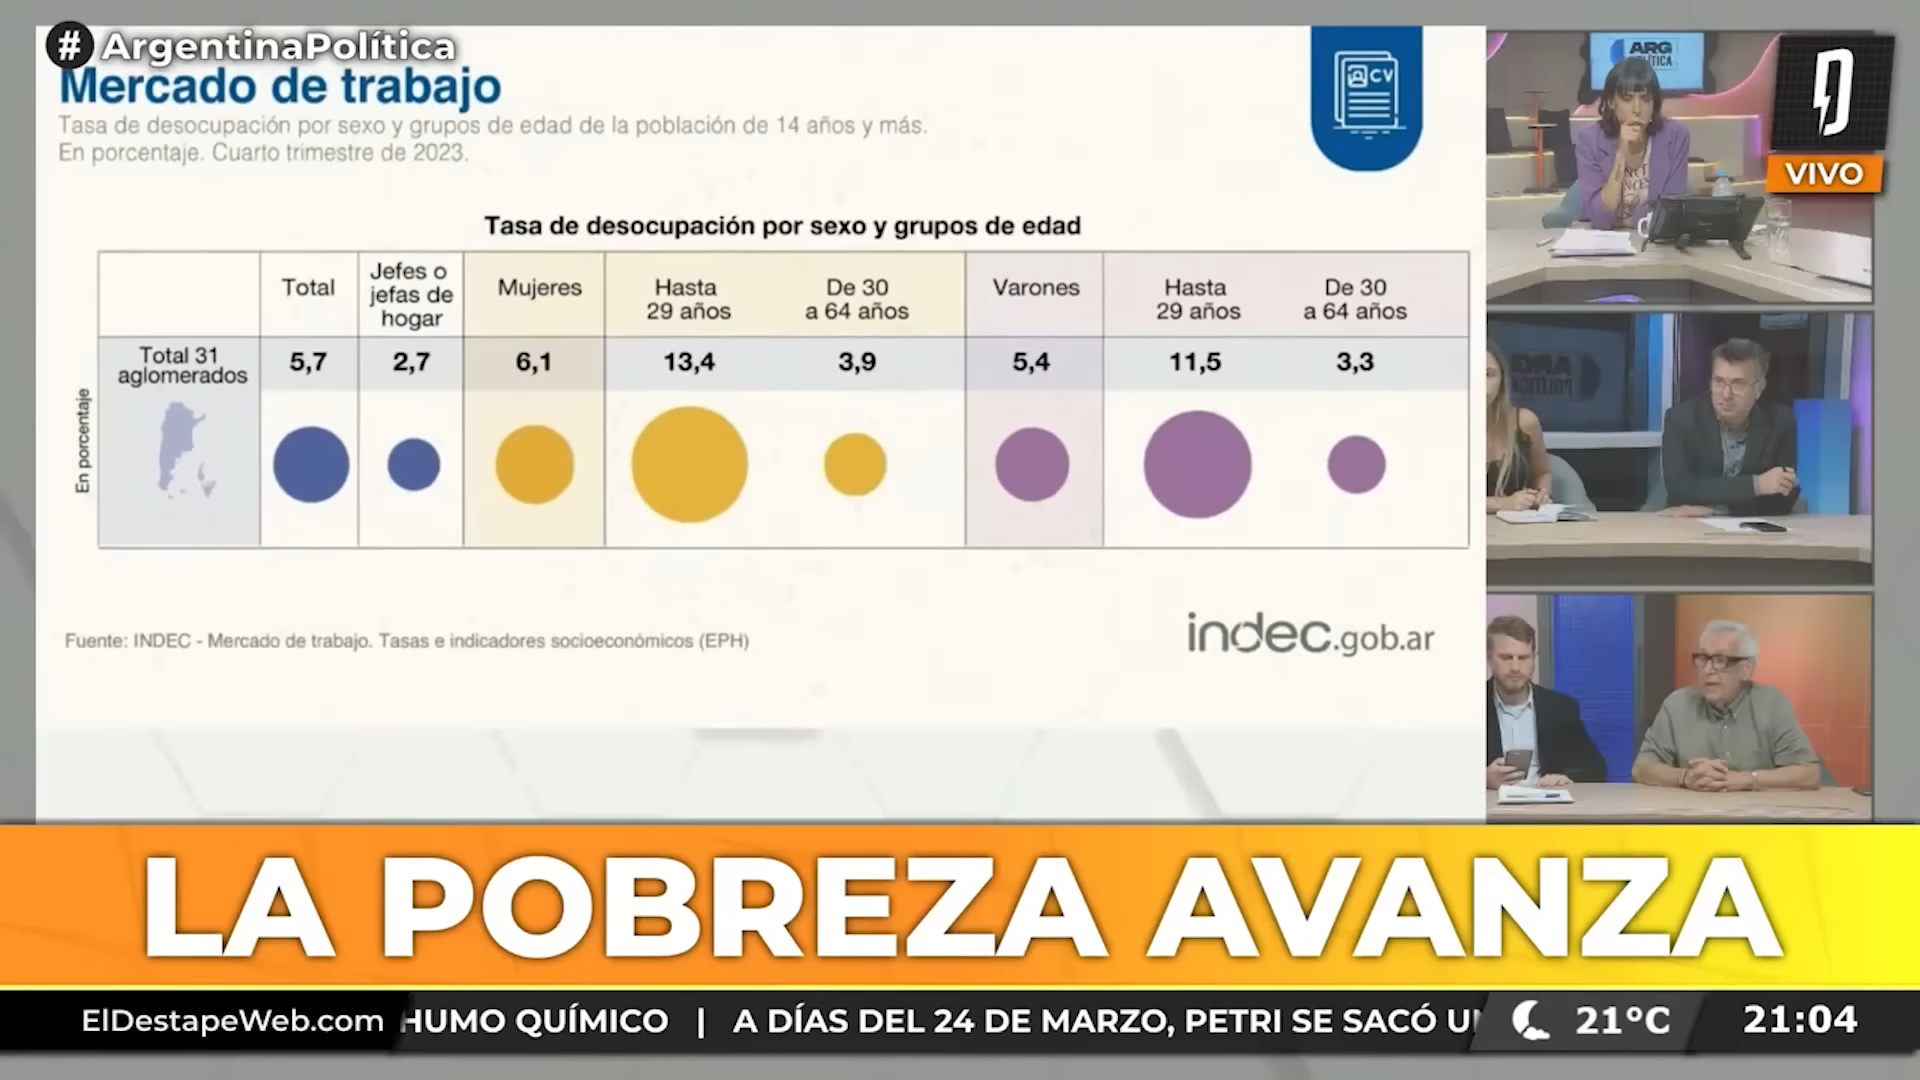 # ArgentinaPolítica
Mercado de trabajo
Tasa de desocupación por sexo y grupos de edad de la población de 14 años y más.
En porcentaje. Cuarto trimestre de 2023.
CV
Tasa de desocupación por sexo y grupos de edad
Total
Jefes o
jefas de
hogar
Mujeres
Hasta
29 años
De 30
a 64 años
Varones
Hasta
29 años
De 30
a 64 años
En porcentaje
Total 31
aglomerados
5,7
2,7
6,1
13,4
3,9
5,4
11,5
3,3
Fuente: INDEC - Mercado de trabajo. Tasas e indicadores socioeconómicos (EPH)
indec.gob.ar
ARG
POLÍTICA
VIVO
LA POBREZA AVANZA
ElDestapeWeb.com
HUMO QUÍMICO | A DÍAS DEL 24 DE MARZO, PETRI SE SACÓ
21°C
21:04